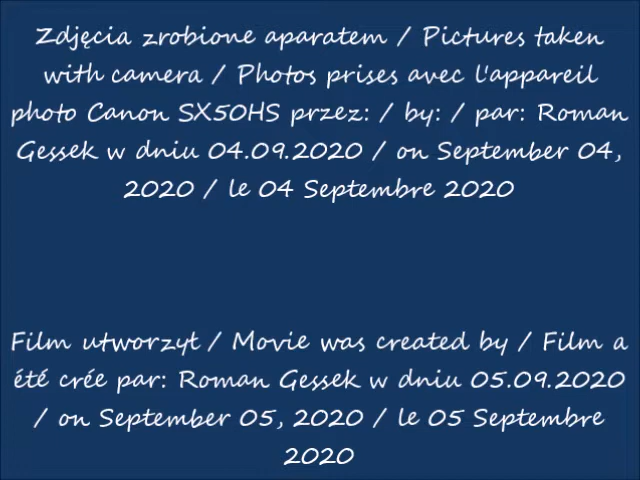 Zdjęcia zrobione aparatem / Pictures taken
with camera / Photos prises avec l'appareil
photo Canon SX50HS przez: / by: / par: Roman
Gessek w dniu 04.09.2020 / on September 04,
2020 / le 04 Septembre 2020
Film utworzył / Movie was created by / Film a
été crée par: Roman Gessek w dniu 05.09.2020
/ on September 05, 2020 / le 05 Septembre
2020